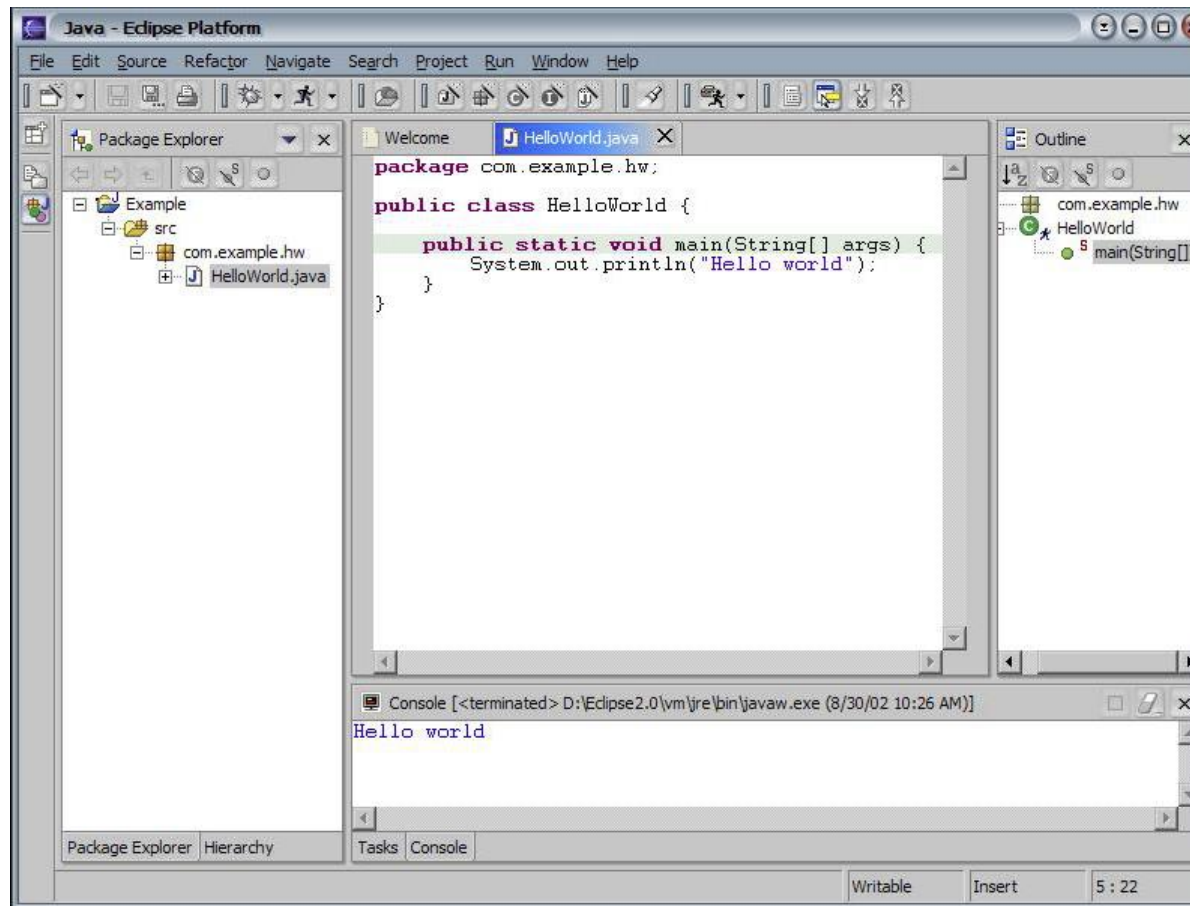 Java - Eclipse Platform
File Edit Source Refactor Navigate Search Project Run Window Help
Package Explorer
Example
src
com.example.hw
HelloWorld.java
Package Explorer Hierarchy
Welcome HelloWorld.java
package com.example.hw;
public class HelloWorld {
public static void main(String[] args) {
System.out.println("Hello world");
}
}
Outline
com.example.hw
HelloWorld
main(String[]
Console [<terminated> D:\Eclipse2.0\vm\jre\bin\javaw.exe (8/30/02 10:26 AM)]
Hello world
Tasks Console
Writable Insert 5 : 22